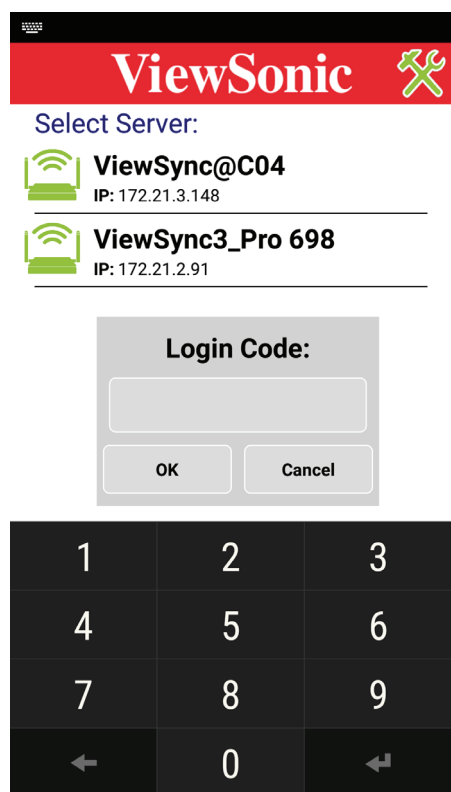 ViewSonic
Select Server:
ViewSync@C04
IP: 172.21.3.148
ViewSync3_Pro 698
IP: 172.21.2.91
Login Code:
OK Cancel
1 2 3
4 5 6
7 8 9
0